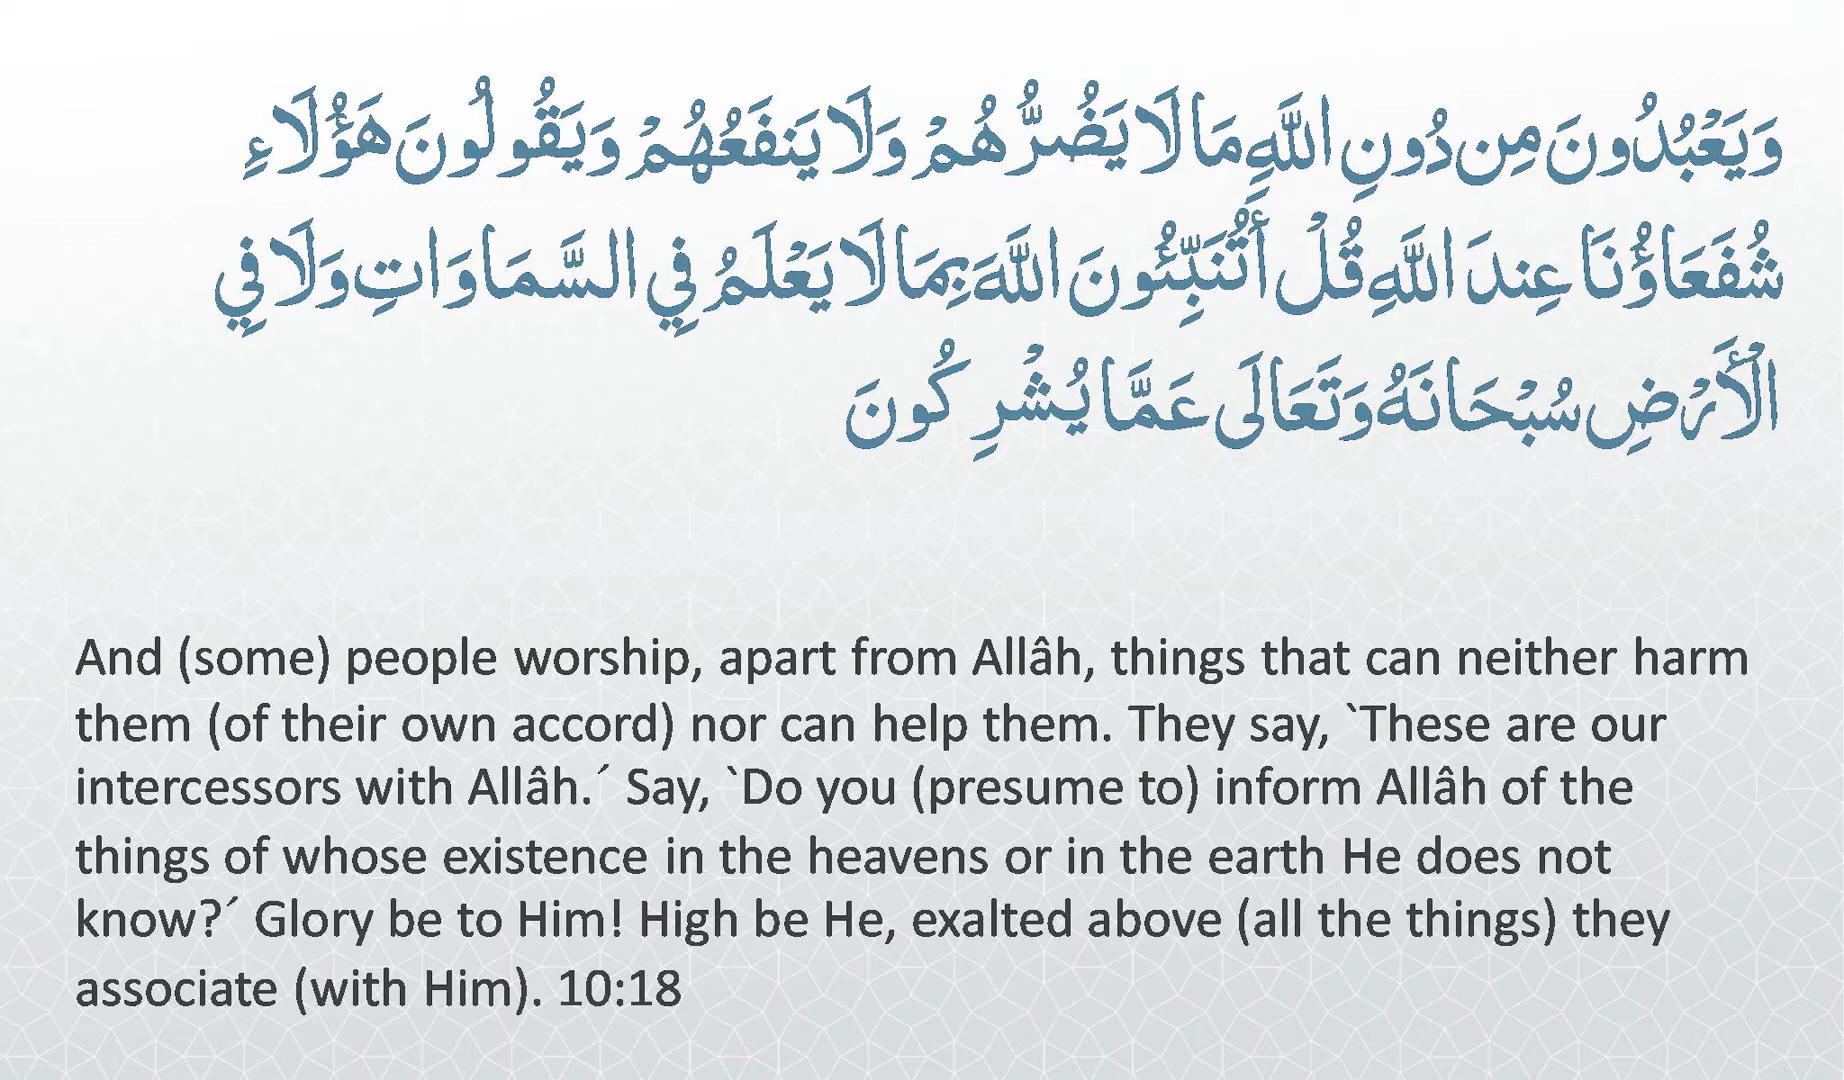 وَيَعْبُدُونَ مِن دُونِ اللَّهِ مَا لَا يَضُرُّهُمْ وَلَا يَنفَعُهُمْ وَيَقُولُونَ هَؤُلَاءِ
شُفَعَاؤُنَا عِندَ اللَّهِ قُلْ أَتُنَبِّئُونَ اللَّهَ بِمَا لَا يَعْلَمُ فِي السَّمَاوَاتِ وَلَا فِي
الْأَرْضِ سُبْحَانَهُ وَتَعَالَى عَمَّا يُشْرِكُونَ
And (some) people worship, apart from Allâh, things that can neither harm
them (of their own accord) nor can help them. They say, `These are our
intercessors with Allâh.´ Say, `Do you (presume to) inform Allâh of the
things of whose existence in the heavens or in the earth He does not
know?´ Glory be to Him! High be He, exalted above (all the things) they
associate (with Him). 10:18